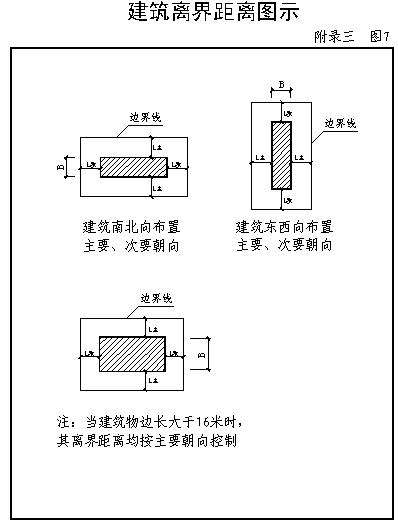 建筑离界距离图示
附录三 图7
边界线
L主
B
L次
L次
L主
建筑南北向布置
主要、次要朝向
B
边界线
L次
L主
L主
L次
建筑东西向布置
主要、次要朝向
边界线
L主
L次
L次
B
L主
注：当建筑物边长大于16米时，
其离界距离均按主要朝向控制